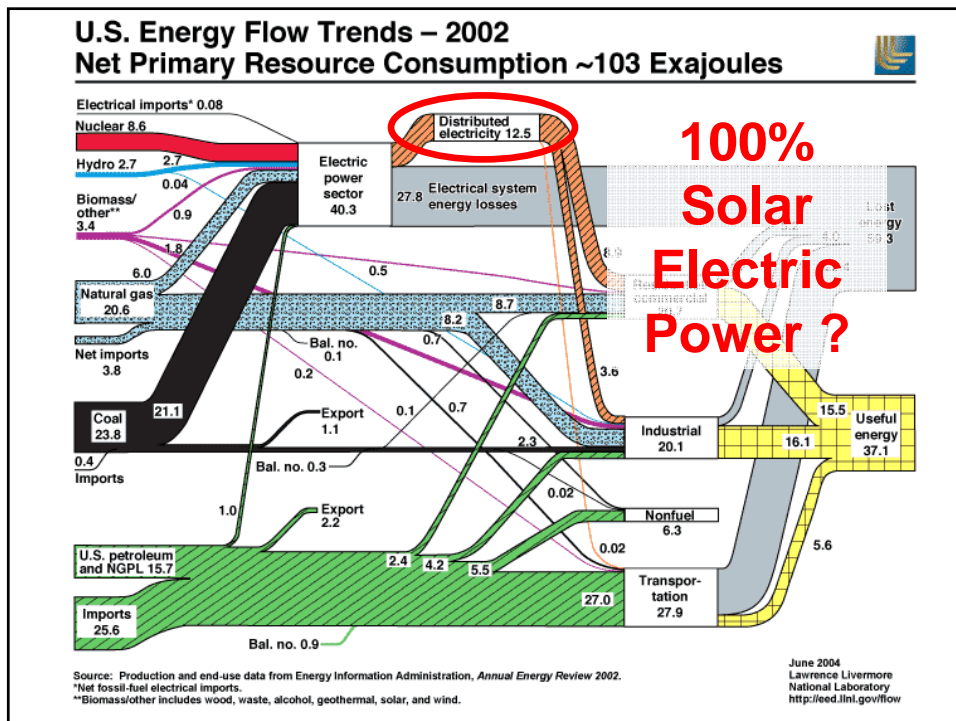 U.S. Energy Flow Trends – 2002
Net Primary Resource Consumption ~103 Exajoules
Electrical imports* 0.08
Nuclear 8.6
Hydro 2.7
2.7
0.04
Biomass/
other**
3.4
0.9
1.8
6.0
Natural gas
20.6
Net imports
3.8
Coal
23.8
21.1
0.4
Imports
1.0
U.S. petroleum
and NGPL 15.7
Imports
25.6
Electric
power
sector
40.3
Distributed
electricity 12.5
27.8
Electrical system
energy losses
100%
Solar
Electric
Power ?
energy
8.9
0.5
8.7
8.2
0.7
Bal. no.
0.1
0.2
0.1
0.7
3.6
Export
1.1
Bal. no. 0.3
2.3
0.02
Export
2.2
2.4
4.2
5.5
27.0
0.02
Bal. no. 0.9
Industrial
20.1
Nonfuel
6.3
Transpor-
tation
27.9
15.5
16.1
5.6
Useful
energy
37.1
Source: Production and end-use data from Energy Information Administration, Annual Energy Review 2002.
*Net fossil-fuel electrical imports.
**Biomass/other includes wood, waste, alcohol, geothermal, solar, and wind.
June 2004
Lawrence Livermore
National Laboratory
http://eed.llnl.gov/flow